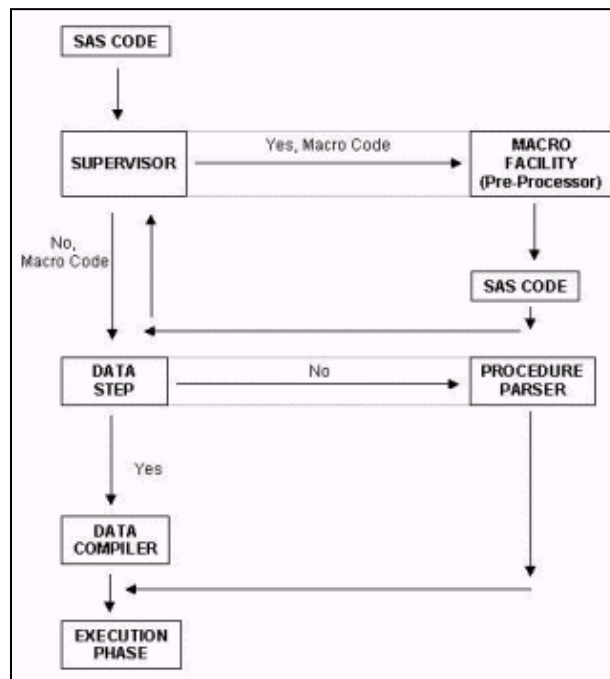 SAS CODE
SUPERVISOR
Yes, Macro Code
MACRO
FACILITY
(Pre-Processor)
No,
Macro Code
SAS CODE
DATA
STEP
No
PROCEDURE
PARSER
Yes
DATA
COMPILER
EXECUTION
PHASE